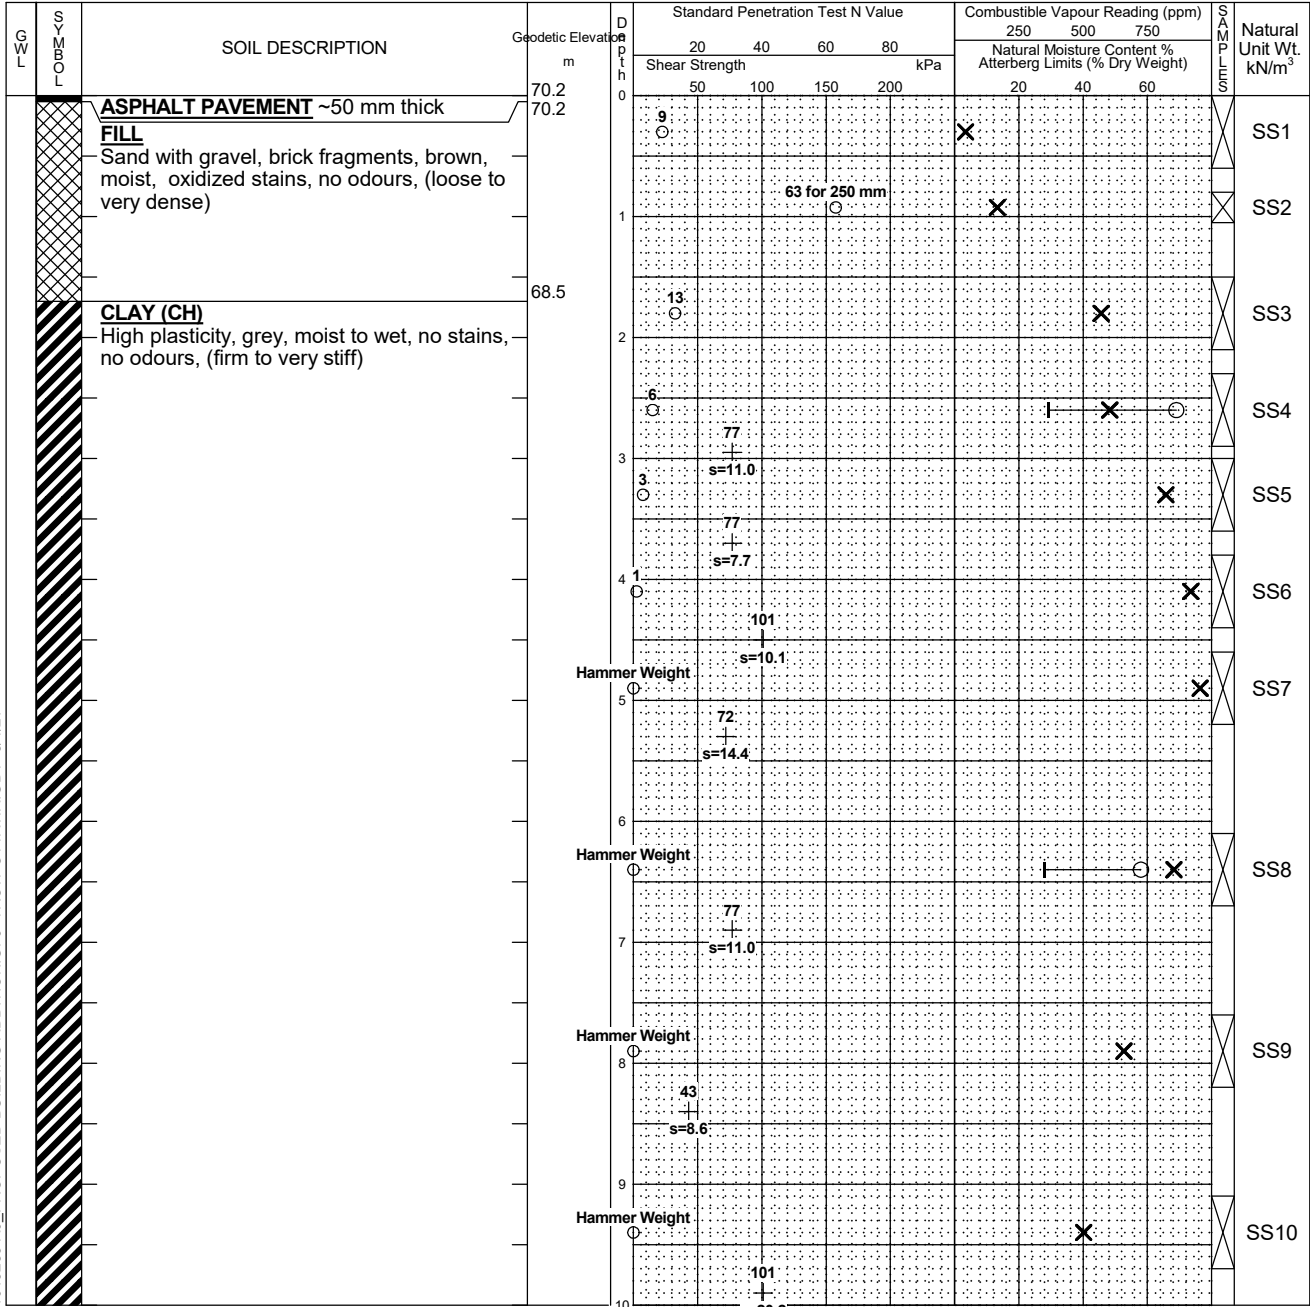 GWL
SYMBOL
SOIL DESCRIPTION
Geodetic Elevation
m
Depth
Standard Penetration Test N Value
20 40 60 80
Shear Strength kPa
50 100 150 200
Combustible Vapour Reading (ppm)
250 500 750
Natural Moisture Content %
Atterberg Limits (% Dry Weight)
20 40 60
SAMPLES
Natural
Unit Wt.
kN/m³
70.2
0
ASPHALT PAVEMENT ~50 mm thick
70.2
9
SS1
FILL
Sand with gravel, brick fragments, brown,
moist, oxidized stains, no odours, (loose to
very dense)
63 for 250 mm
SS2
1
68.5
CLAY (CH)
High plasticity, grey, moist to wet, no stains,
no odours, (firm to very stiff)
13
SS3
2
6
SS4
77
3
s=11.0
3
SS5
77
s=7.7
4
1
SS6
101
s=10.1
Hammer Weight
SS7
5
72
s=14.4
6
Hammer Weight
SS8
77
7
s=11.0
Hammer Weight
SS9
8
43
s=8.6
9
Hammer Weight
SS10
101
10